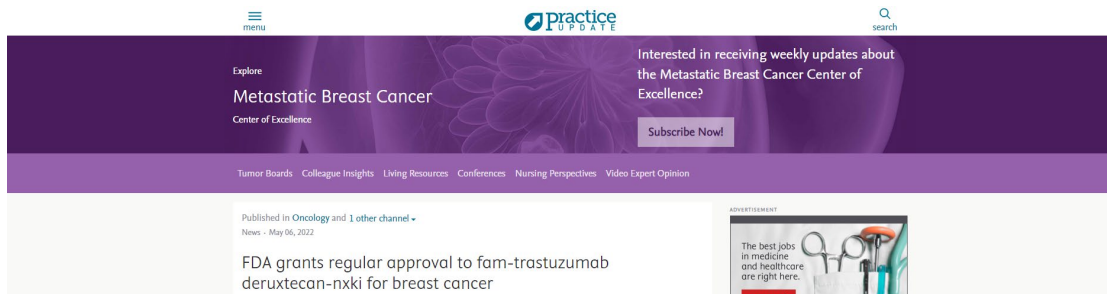 menu
practice
UPDATE
search
Explore
Metastatic Breast Cancer
Center of Excellence
Interested in receiving weekly updates about
the Metastatic Breast Cancer Center of
Excellence?
Subscribe Now!
Tumor Boards Colleague Insights Living Resources Conferences Nursing Perspectives Video Expert Opinion
Published in Oncology and 1 other channel
News - May 06, 2022
FDA grants regular approval to fam-trastuzumab
deruxtecan-nxki for breast cancer
ADVERTISEMENT
The best jobs
in medicine
and healthcare
are right here.